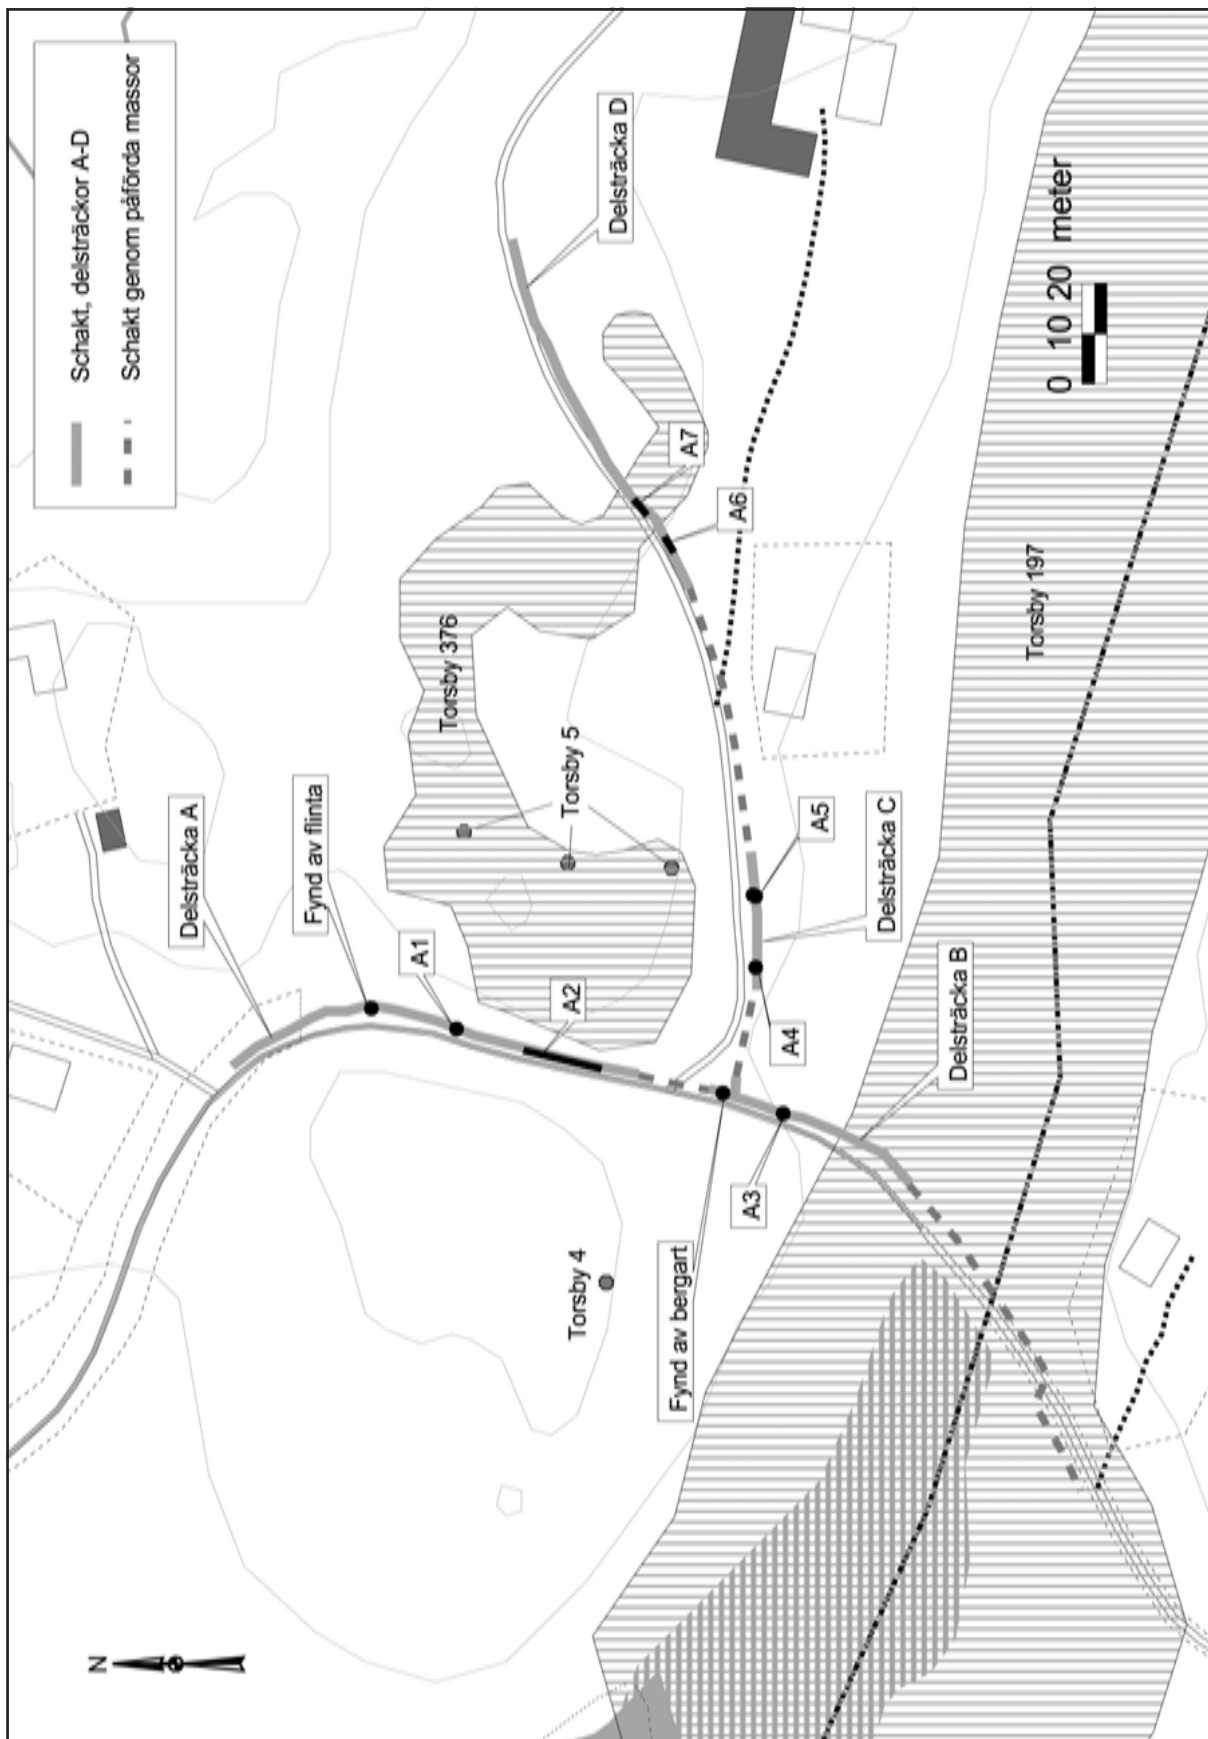 Schakt, delsträckor A-D
Schakt genom påförda massor
N
Delsträcka A
Fynd av flinta
A1
A2
Torsby 376
Torsby 5
Torsby 4
Fynd av bergart
A3
A4
A5
Delsträcka C
Delsträcka B
A6
A7
Delsträcka D
Torsby 197
0 10 20 meter